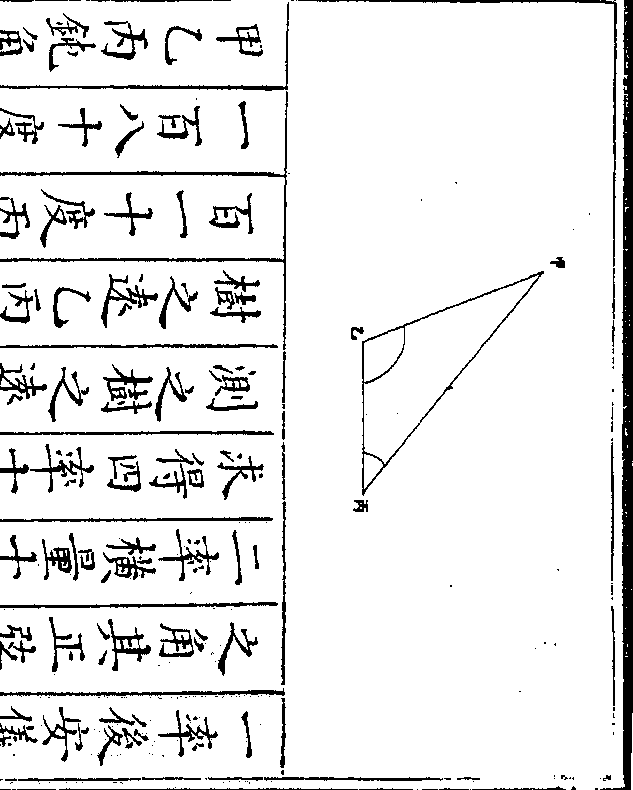 甲
乙
丙
一率後安儀
之角其正弦
二率橫量十
求得四率十
測之樹之遠
樹之遠乙丙
百一十度丙
一百八十度
甲乙丙鈍角